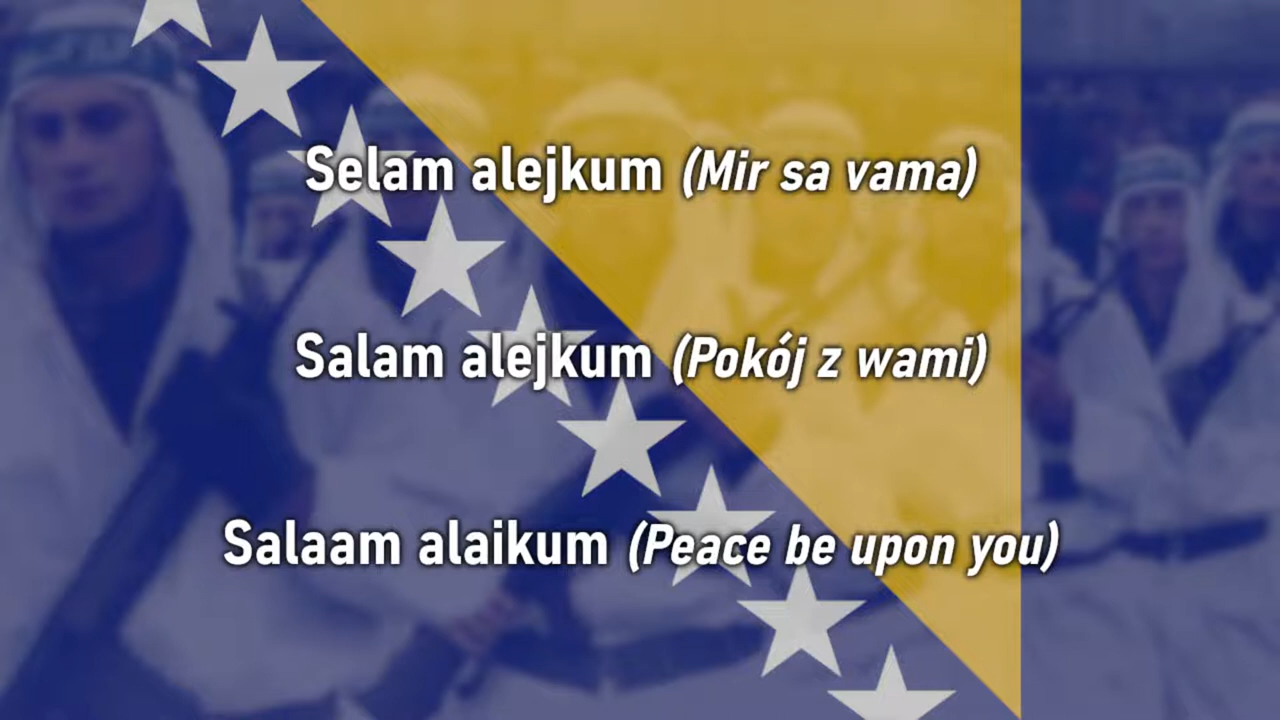 Selam alejkum (Mir sa vama)
Salam alejkum (Pokój z wami)
Salaam alaikum (Peace be upon you)